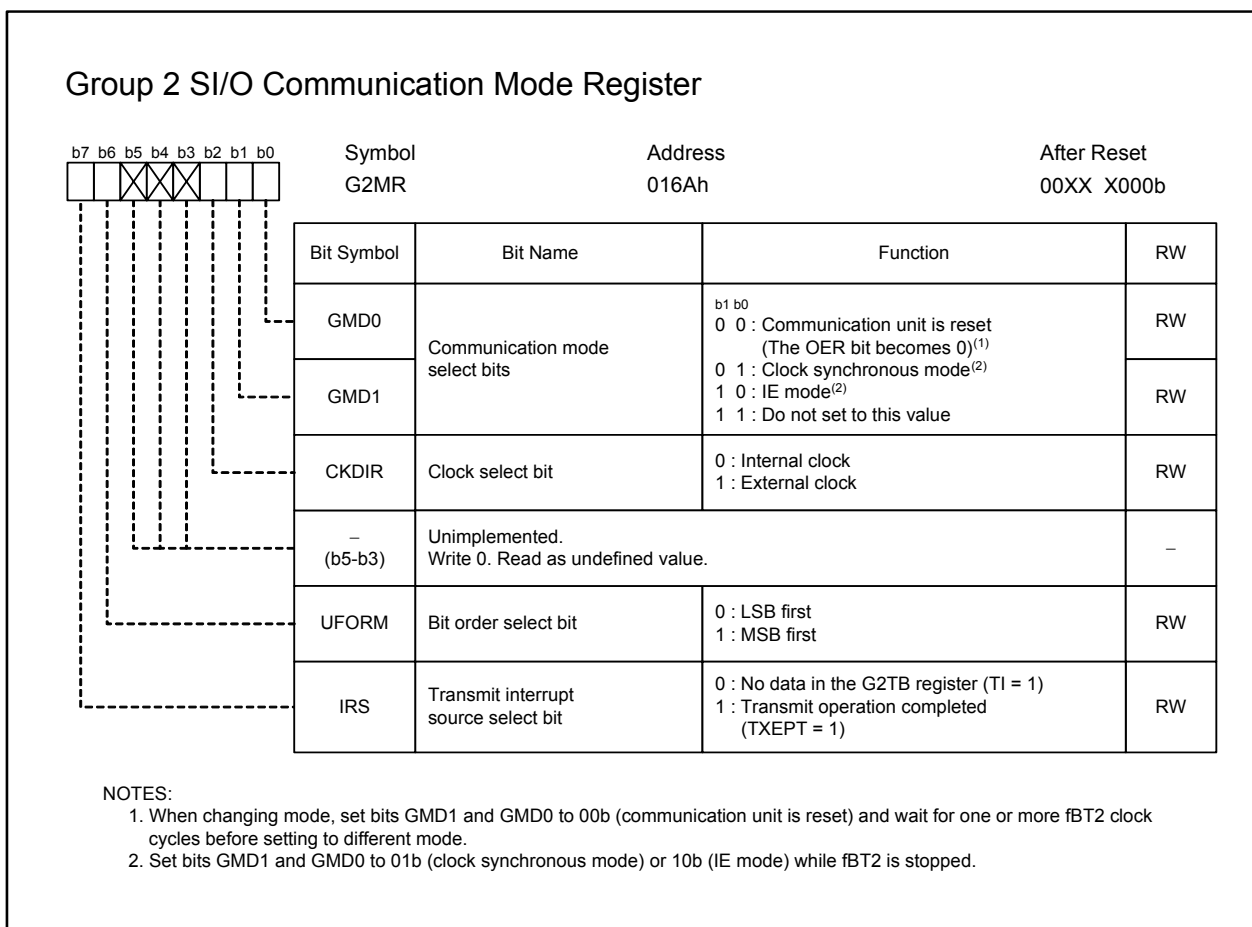 Group 2 SI/O Communication Mode Register
b7 b6 b5 b4 b3 b2 b1 b0
Symbol Address After Reset
G2MR 016Ah 00XX X000b
Bit Symbol Bit Name Function RW
GMD0 RW
GMD1 RW
Communication mode
select bits
b1 b0
0 0 : Communication unit is reset
(The OER bit becomes 0)(1)
0 1 : Clock synchronous mode(2)
1 0 : IE mode(2)
1 1 : Do not set to this value
CKDIR Clock select bit
0 : Internal clock
1 : External clock
RW
–
(b5-b3)
Unimplemented.
Write 0. Read as undefined value.
–
UFORM Bit order select bit
0 : LSB first
1 : MSB first
RW
IRS
Transmit interrupt
source select bit
0 : No data in the G2TB register (TI = 1)
1 : Transmit operation completed
(TXEPT = 1)
RW
NOTES:
1. When changing mode, set bits GMD1 and GMD0 to 00b (communication unit is reset) and wait for one or more fBT2 clock
cycles before setting to different mode.
2. Set bits GMD1 and GMD0 to 01b (clock synchronous mode) or 10b (IE mode) while fBT2 is stopped.